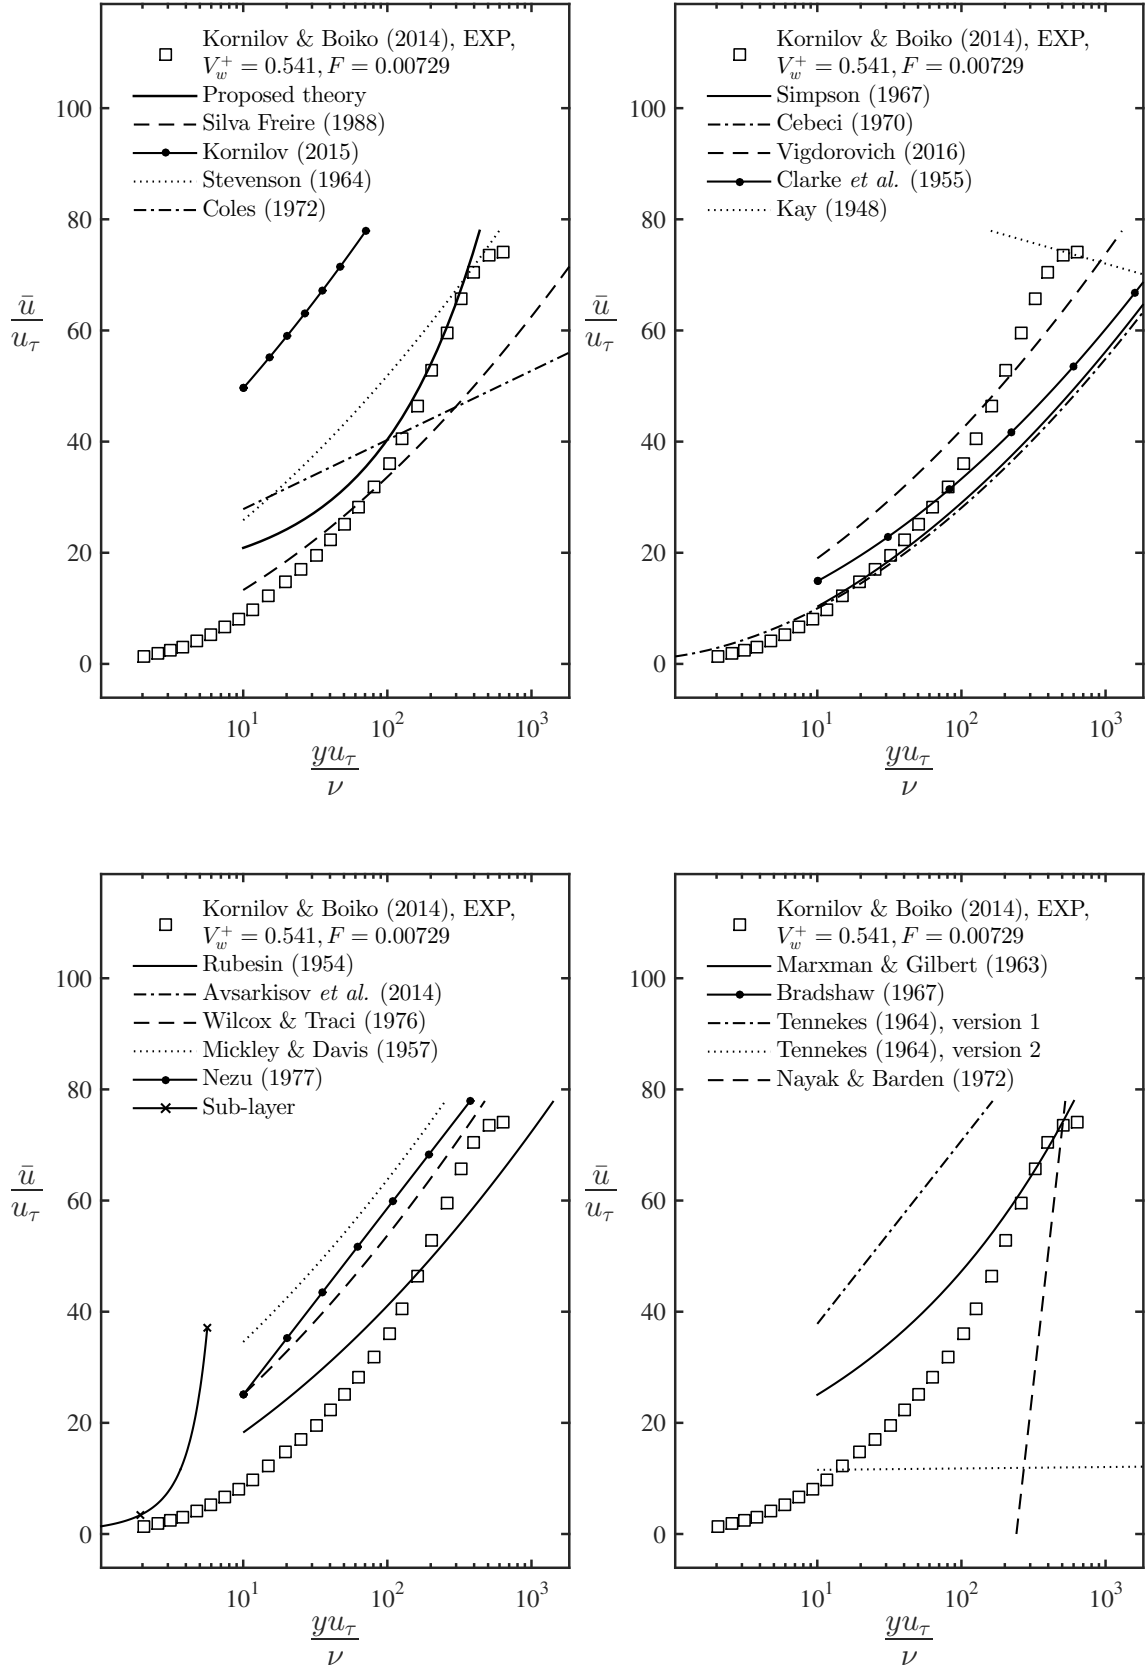 Kornilov & Boiko (2014), EXP,
V_w^+ = 0.541, F = 0.00729
Proposed theory
Silva Freire (1988)
Kornilov (2015)
Stevenson (1964)
Coles (1972)
100
80
60
40
20
0
ū/u_τ
10^1 10^2 10^3
yu_τ/ν
Kornilov & Boiko (2014), EXP,
V_w^+ = 0.541, F = 0.00729
Simpson (1967)
Cebeci (1970)
Vigdorovich (2016)
Clarke et al. (1955)
Kay (1948)
100
80
60
40
20
0
ū/u_τ
10^1 10^2 10^3
yu_τ/ν
Kornilov & Boiko (2014), EXP,
V_w^+ = 0.541, F = 0.00729
Rubesin (1954)
Avsarkisov et al. (2014)
Wilcox & Traci (1976)
Mickley & Davis (1957)
Nezu (1977)
Sub-layer
100
80
60
40
20
0
ū/u_τ
10^1 10^2 10^3
yu_τ/ν
Kornilov & Boiko (2014), EXP,
V_w^+ = 0.541, F = 0.00729
Marxman & Gilbert (1963)
Bradshaw (1967)
Tennekes (1964), version 1
Tennekes (1964), version 2
Nayak & Barden (1972)
100
80
60
40
20
0
ū/u_τ
10^1 10^2 10^3
yu_τ/ν